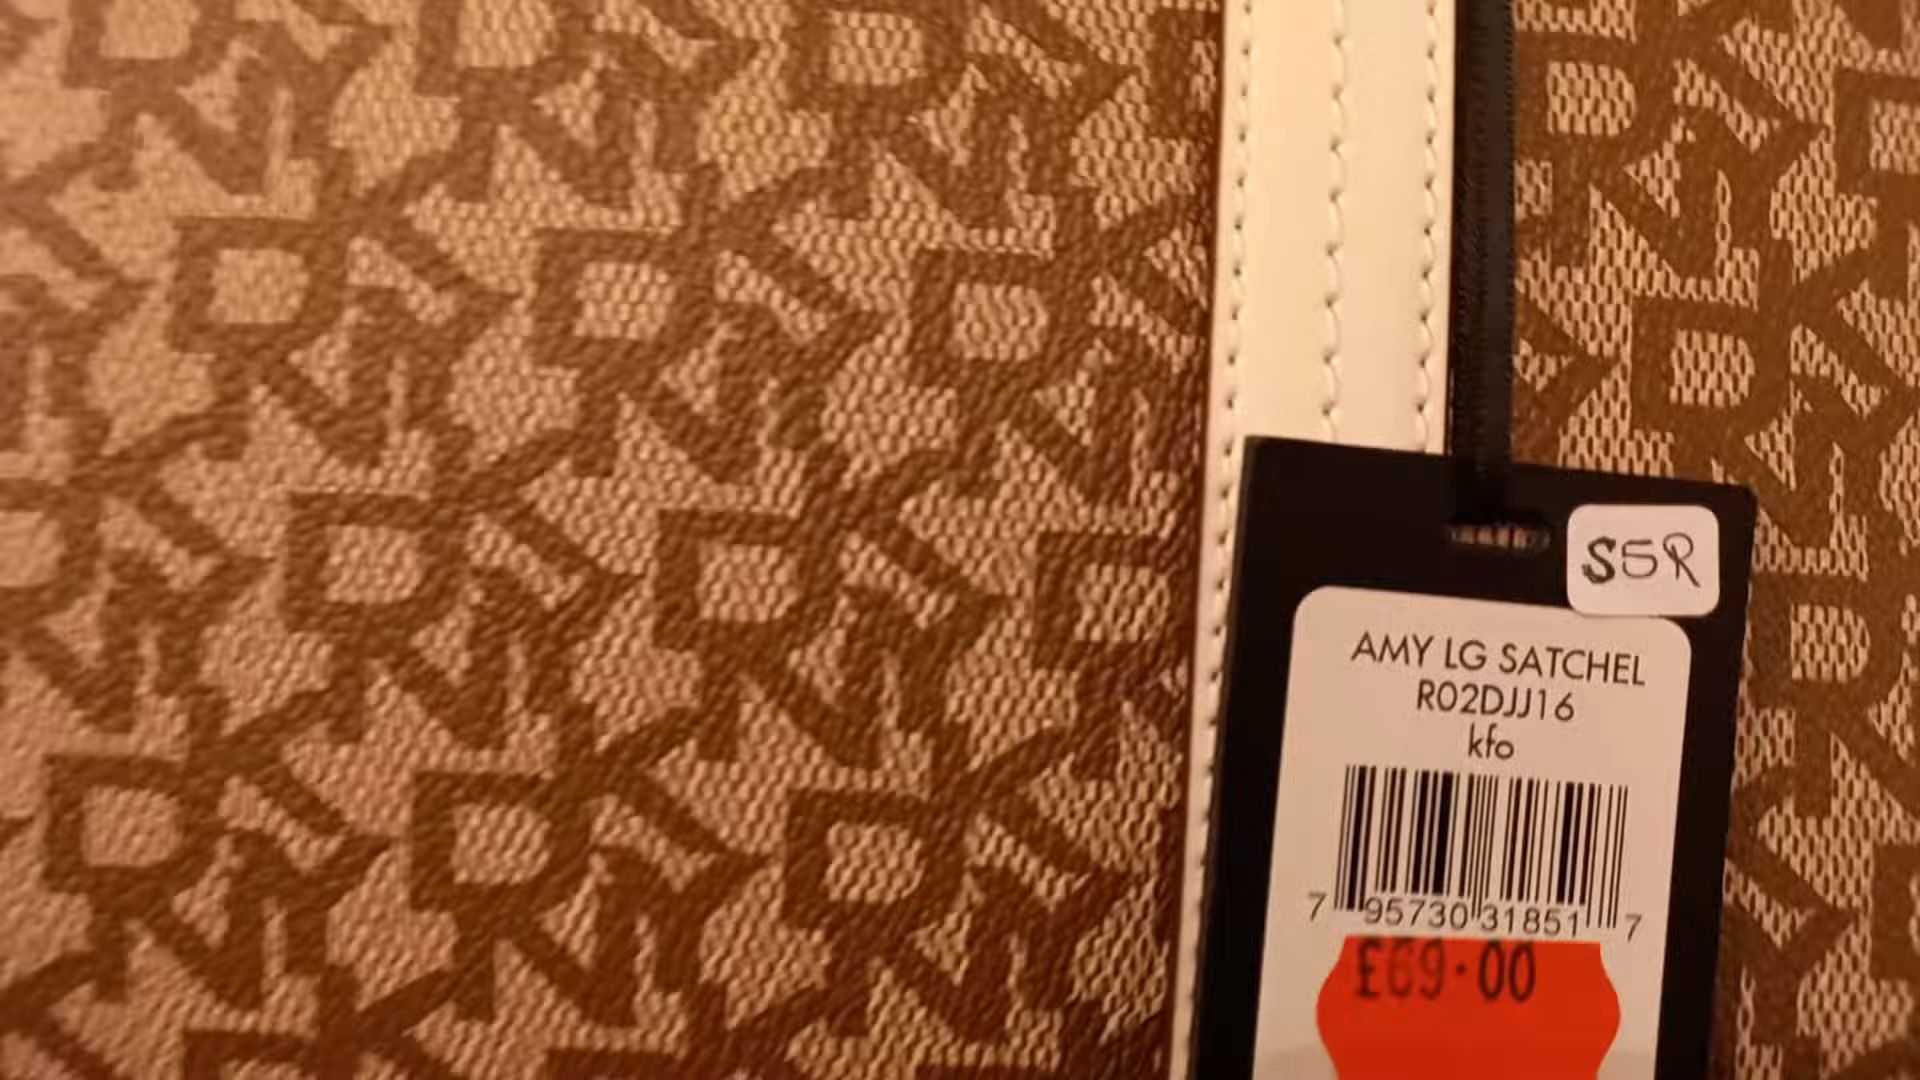 S5R
AMY LG SATCHEL
R02DJJ16
kfo
7 95730 31851 7
£69.00